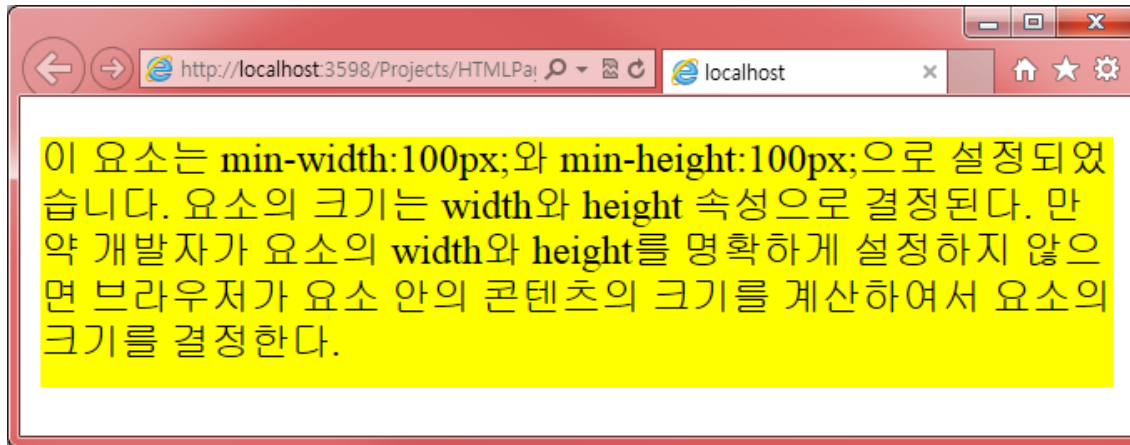 http://localhost:3598/Projects/HTMLPa
localhost
이 요소는 min-width:100px;와 min-height:100px;으로 설정되었
습니다. 요소의 크기는 width와 height 속성으로 결정된다. 만
약 개발자가 요소의 width와 height를 명확하게 설정하지 않으
면 브라우저가 요소 안의 콘텐츠의 크기를 계산하여서 요소의
크기를 결정한다.